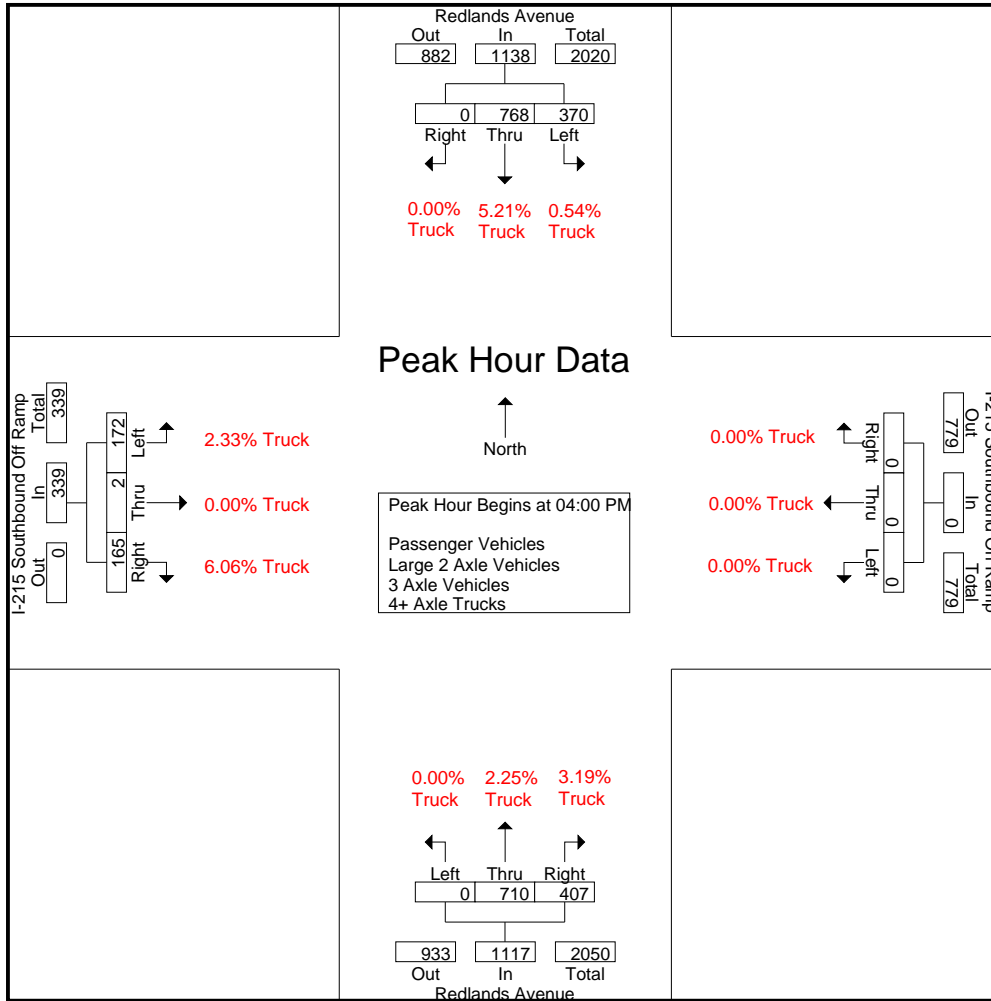 Redlands Avenue
Out In Total
882 1138 2020
0 768 370
Right Thru Left
0.00% 5.21% 0.54%
Truck Truck Truck
Peak Hour Data
North
Peak Hour Begins at 04:00 PM
Passenger Vehicles
Large 2 Axle Vehicles
3 Axle Vehicles
4+ Axle Trucks
I-215 Southbound Off Ramp
Total In Out
339 339 0
172 2 165
Left Thru Right
2.33% Truck
0.00% Truck
6.06% Truck
I-215 Southbound On Ramp
Out In Total
779 0 779
Right Thru Left
0 0 0
0.00% Truck
0.00% Truck
0.00% Truck
0.00% 2.25% 3.19%
Truck Truck Truck
Left Thru Right
0 710 407
933 1117 2050
Out In Total
Redlands Avenue